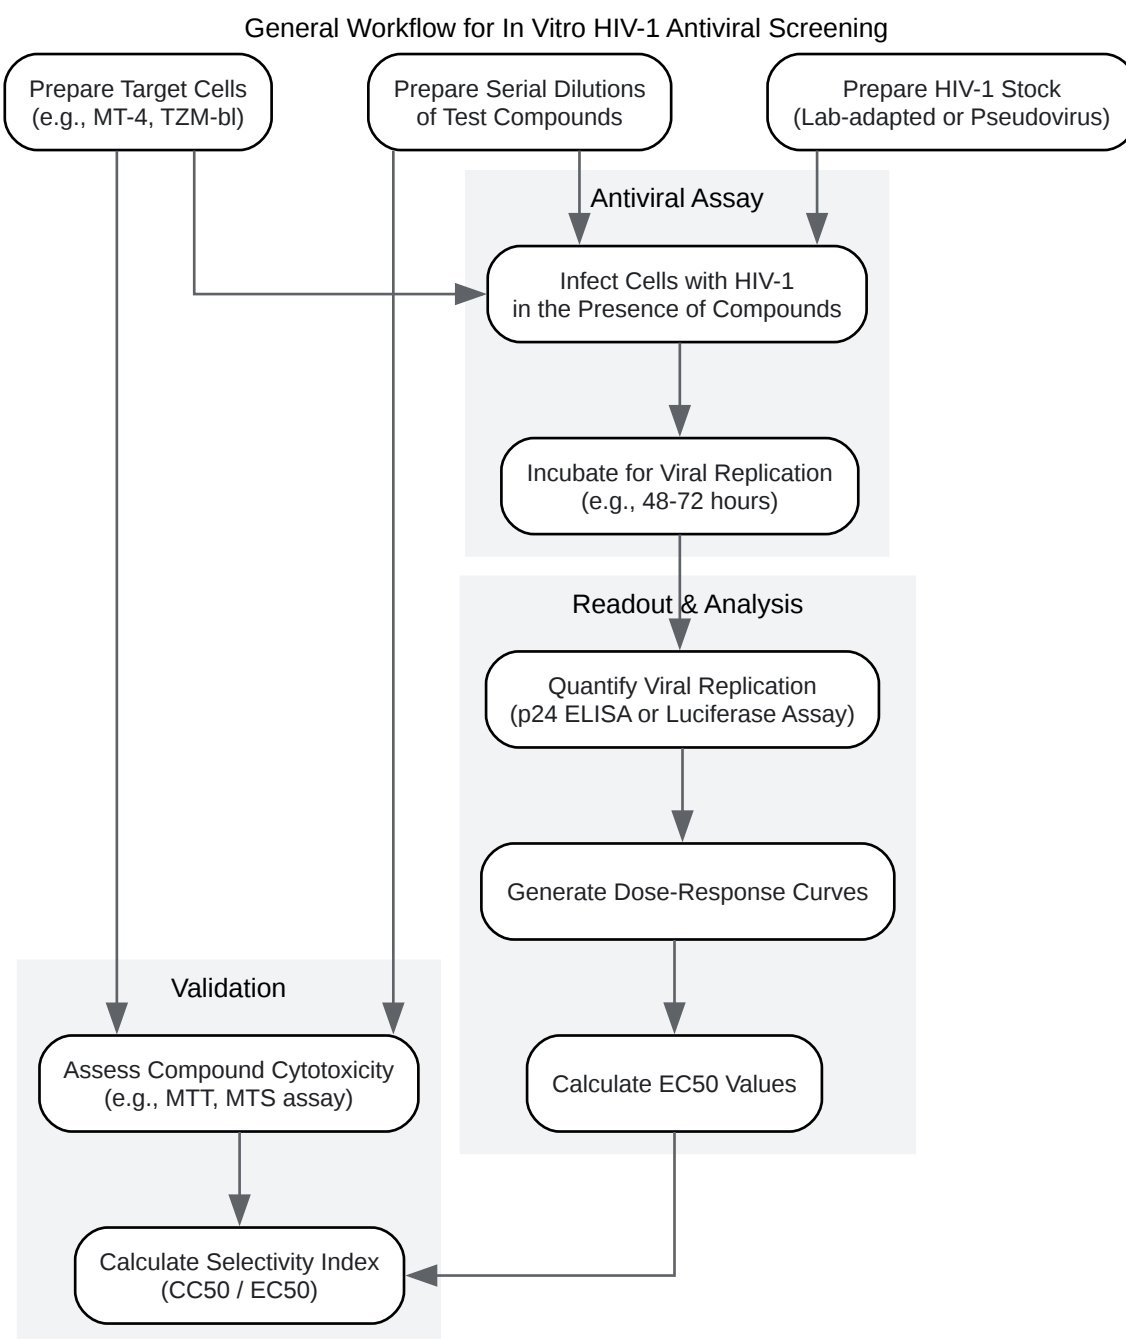 General Workflow for In Vitro HIV-1 Antiviral Screening
Prepare Target Cells
(e.g., MT-4, TZM-bl)
Prepare Serial Dilutions
of Test Compounds
Prepare HIV-1 Stock
(Lab-adapted or Pseudovirus)
Antiviral Assay
Infect Cells with HIV-1
in the Presence of Compounds
Incubate for Viral Replication
(e.g., 48-72 hours)
Readout & Analysis
Quantify Viral Replication
(p24 ELISA or Luciferase Assay)
Generate Dose-Response Curves
Calculate EC50 Values
Validation
Assess Compound Cytotoxicity
(e.g., MTT, MTS assay)
Calculate Selectivity Index
(CC50 / EC50)